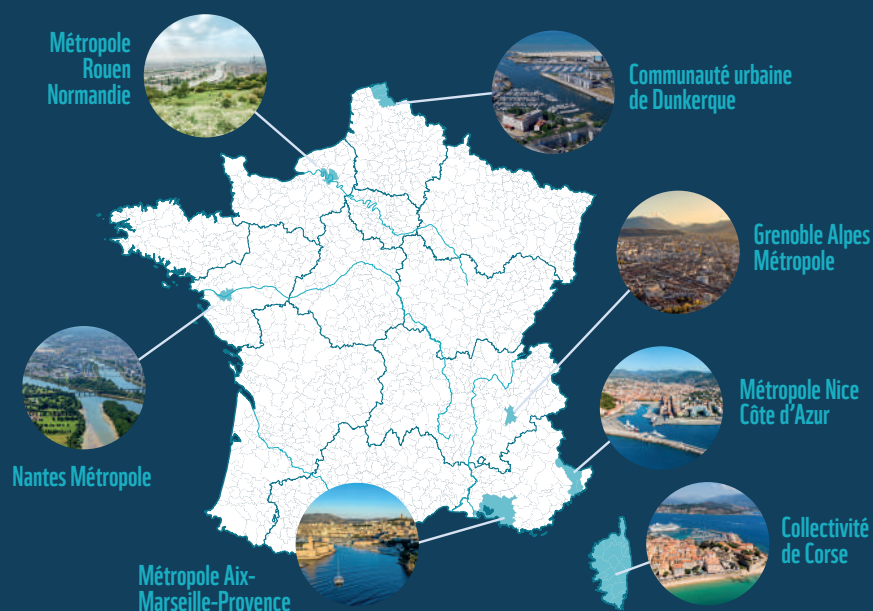 Métropole
Rouen
Normandie
Communauté urbaine
de Dunkerque
Grenoble Alpes
Métropole
Métropole Nice
Côte d'Azur
Nantes Métropole
Collectivité
de Corse
Métropole Aix-
Marseille-Provence